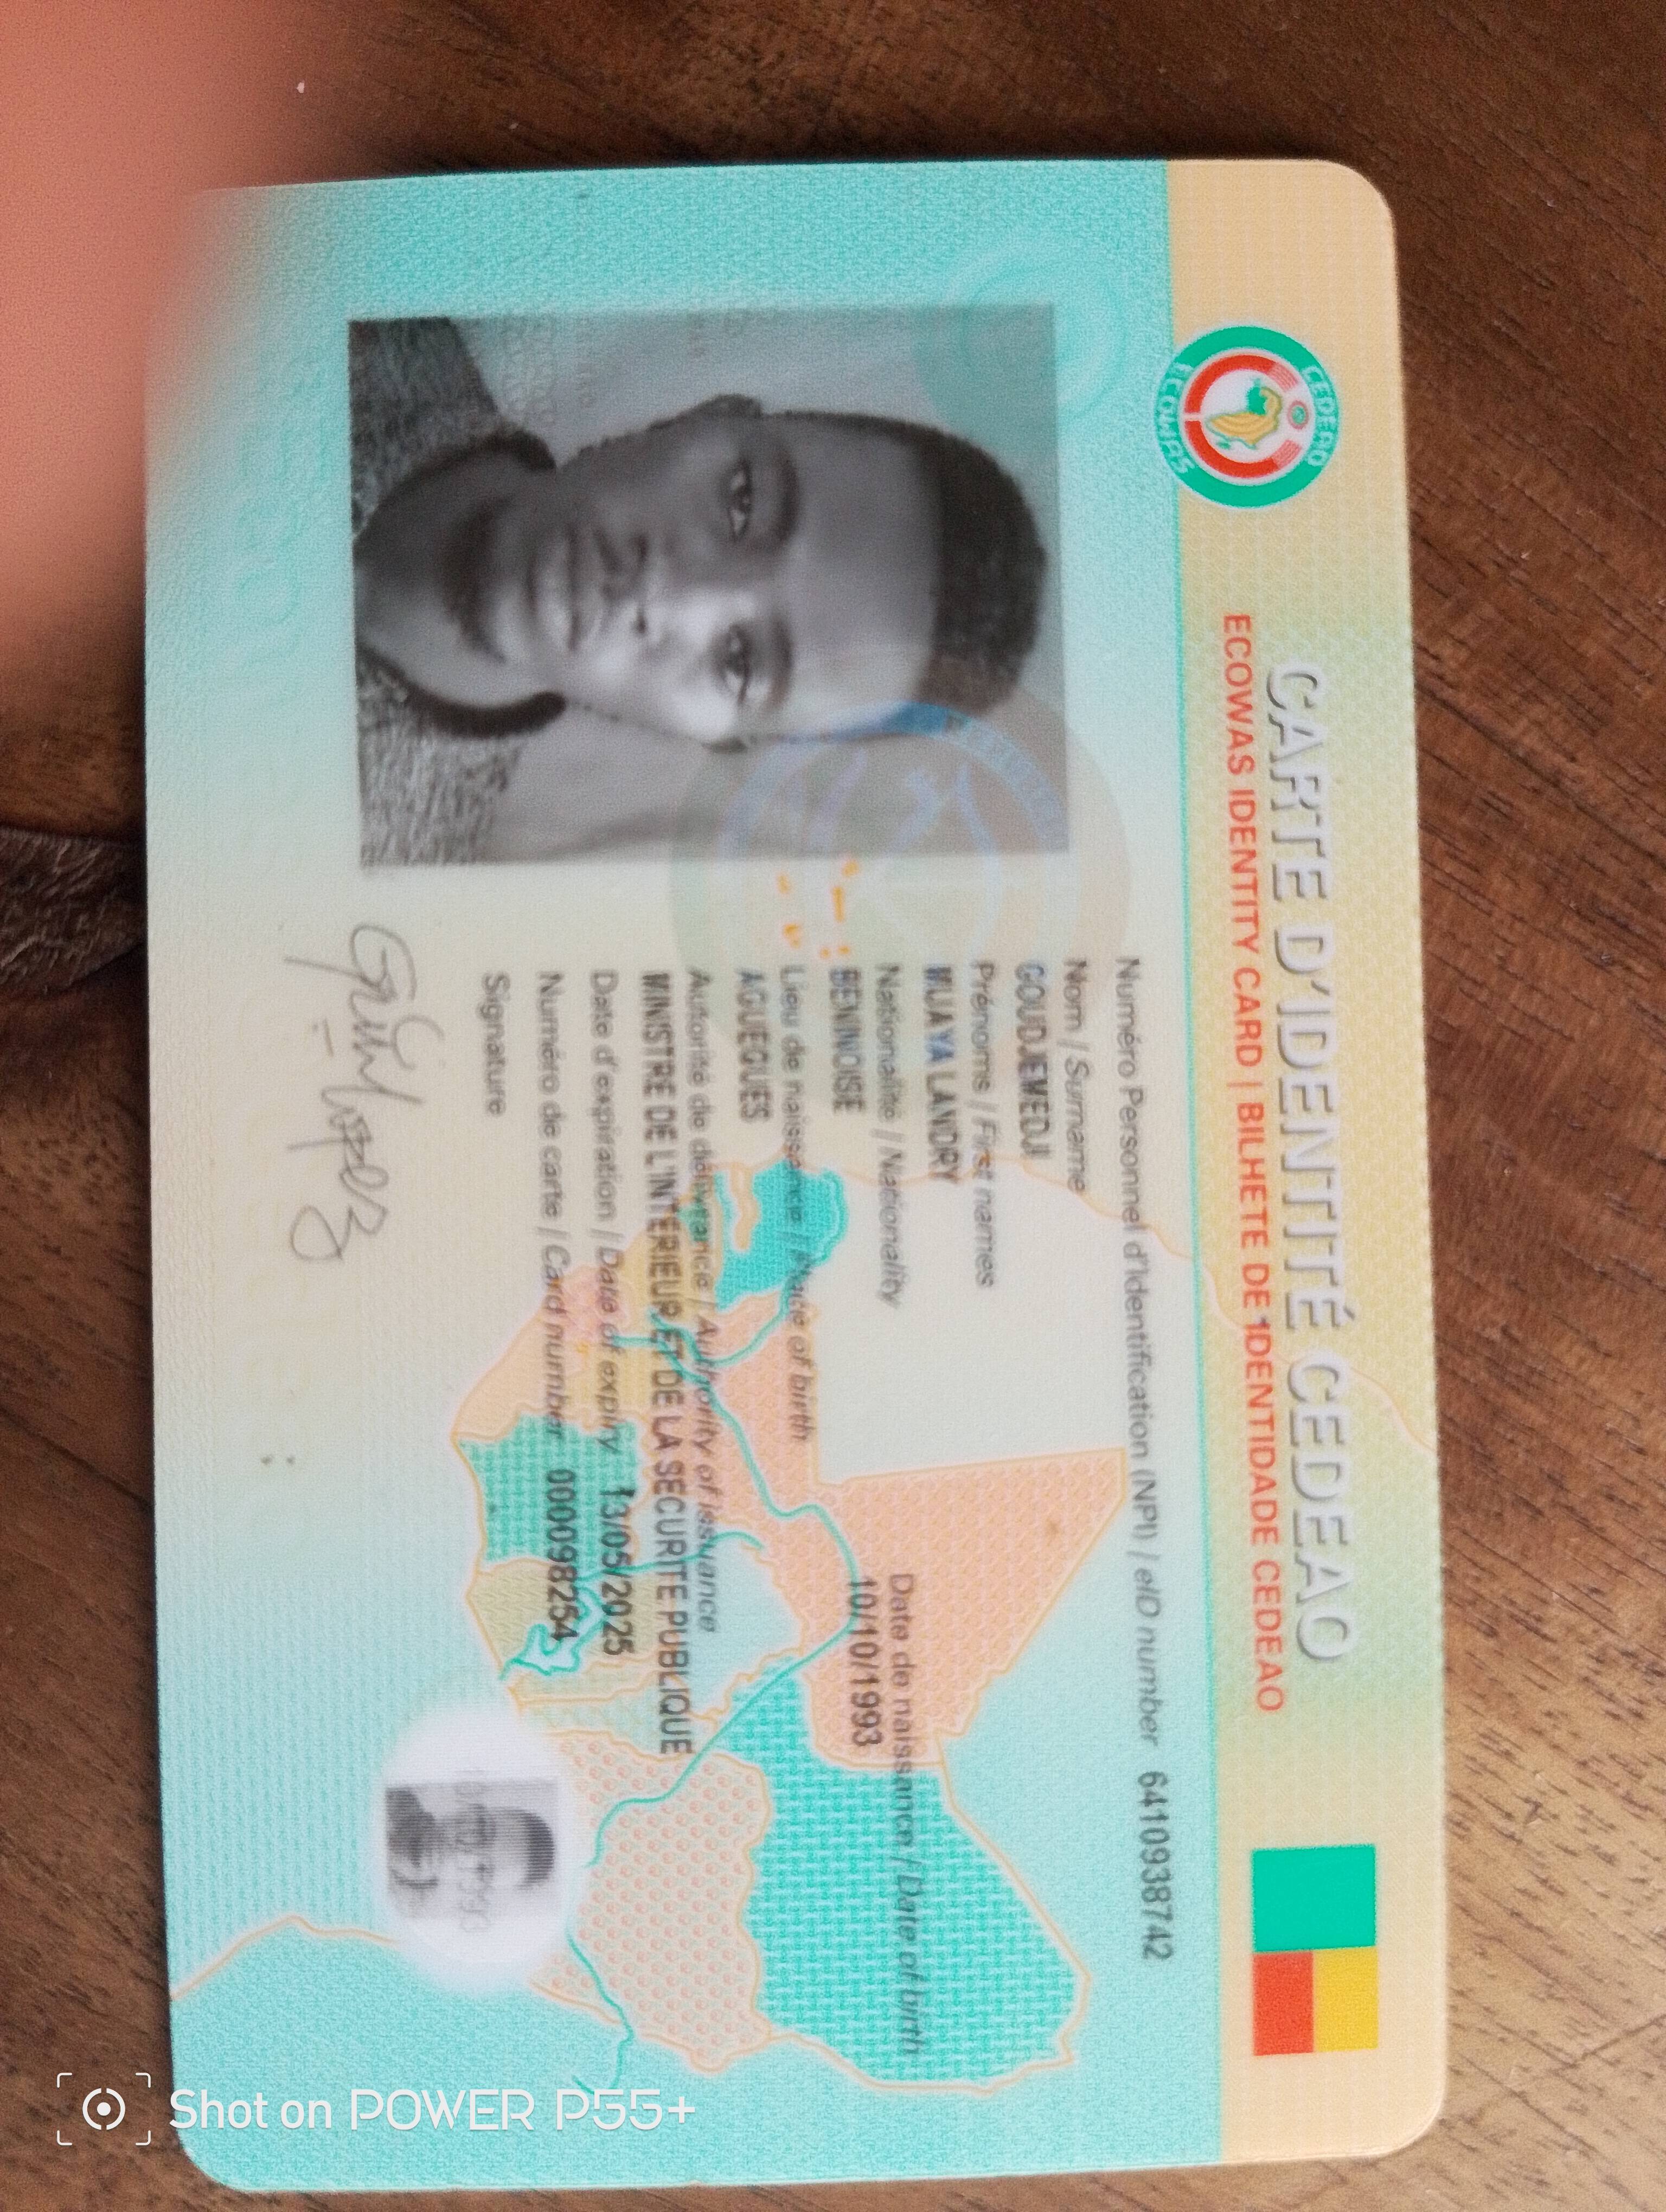 CEDEAO
ECOWAS
CARTE D'IDENTITÉ CEDEAO
ECOWAS IDENTITY CARD | BILHETE DE IDENTIDADE CEDEAO
Numéro Personnel d'Identification (NPI) | eID number 6410938742
Nom | Surname
GOUDJEMEDJI
Prénoms | First names
WUAYA LANDRY
Nationalité | Nationality
BENINOISE
Date de naissance | Date of birth
10/10/1993
Lieu de naissance | Place of birth
AGUEGUES
Autorité de délivrance | Authority of issuance
MINISTRE DE L'INTERIEUR ET DE LA SECURITE PUBLIQUE
Date d'expiration | Date of expiry 13/05/2025
Numéro de carte | Card number 000098254
Signature
Shot on POWER P55+